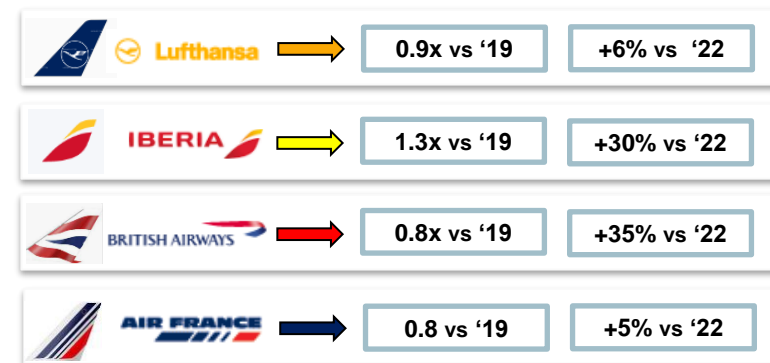 Lufthansa 0.9x vs ‘19 +6% vs ‘22
IBERIA 1.3x vs ‘19 +30% vs ‘22
BRITISH AIRWAYS 0.8x vs ‘19 +35% vs ‘22
AIR FRANCE 0.8 vs ‘19 +5% vs ‘22